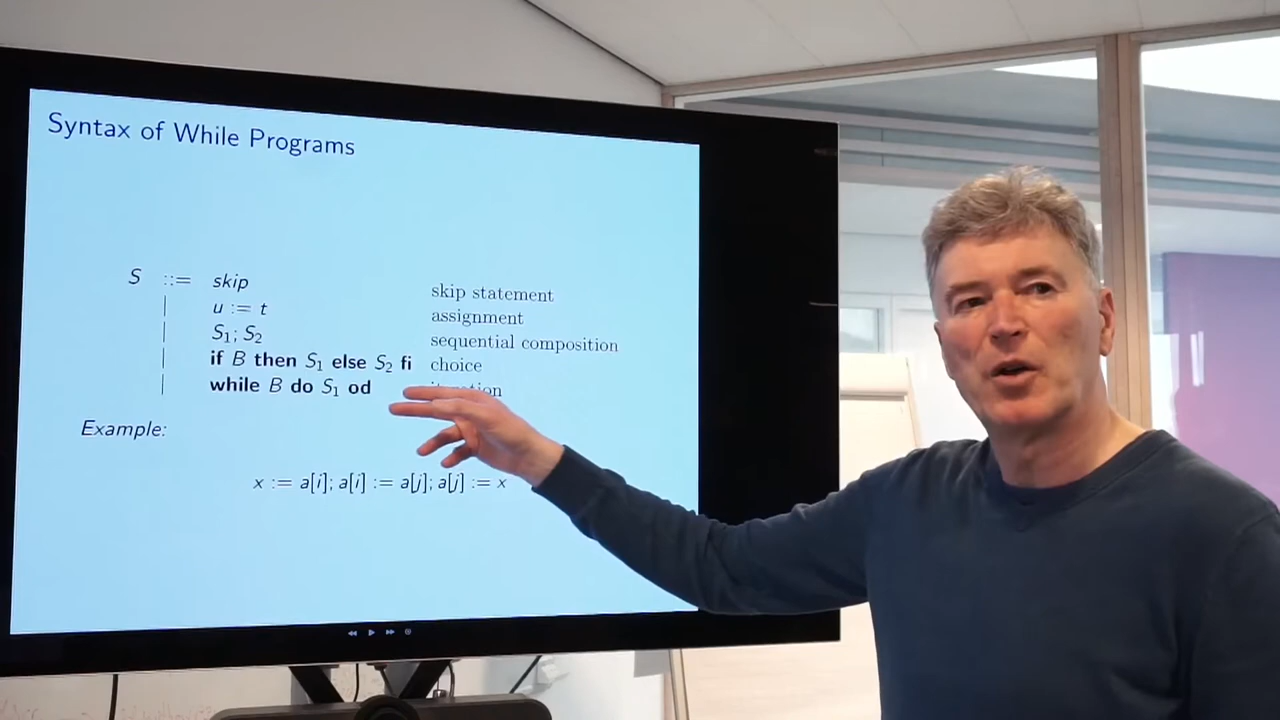 Syntax of While Programs
S ::= skip skip statement
| u := t assignment
| S₁; S₂ sequential composition
| if B then S₁ else S₂ fi choice
| while B do S₁ od
Example:
x := a[i]; a[i] := a[j]; a[j] := x